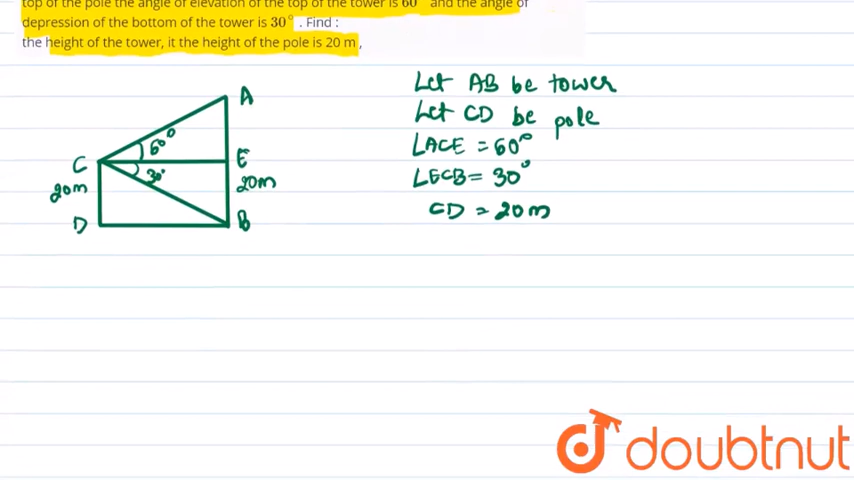 top of the pole the angle of elevation of the top of the tower is 60° and the angle of
depression of the bottom of the tower is 30° . Find :
the height of the tower, it the height of the pole is 20 m ,
Let AB be tower
Let CD be pole
∠ACE = 60°
∠ECB = 30°
CD = 20m
A
60°
C
E
30°
20m
20m
D
B
doubtnut